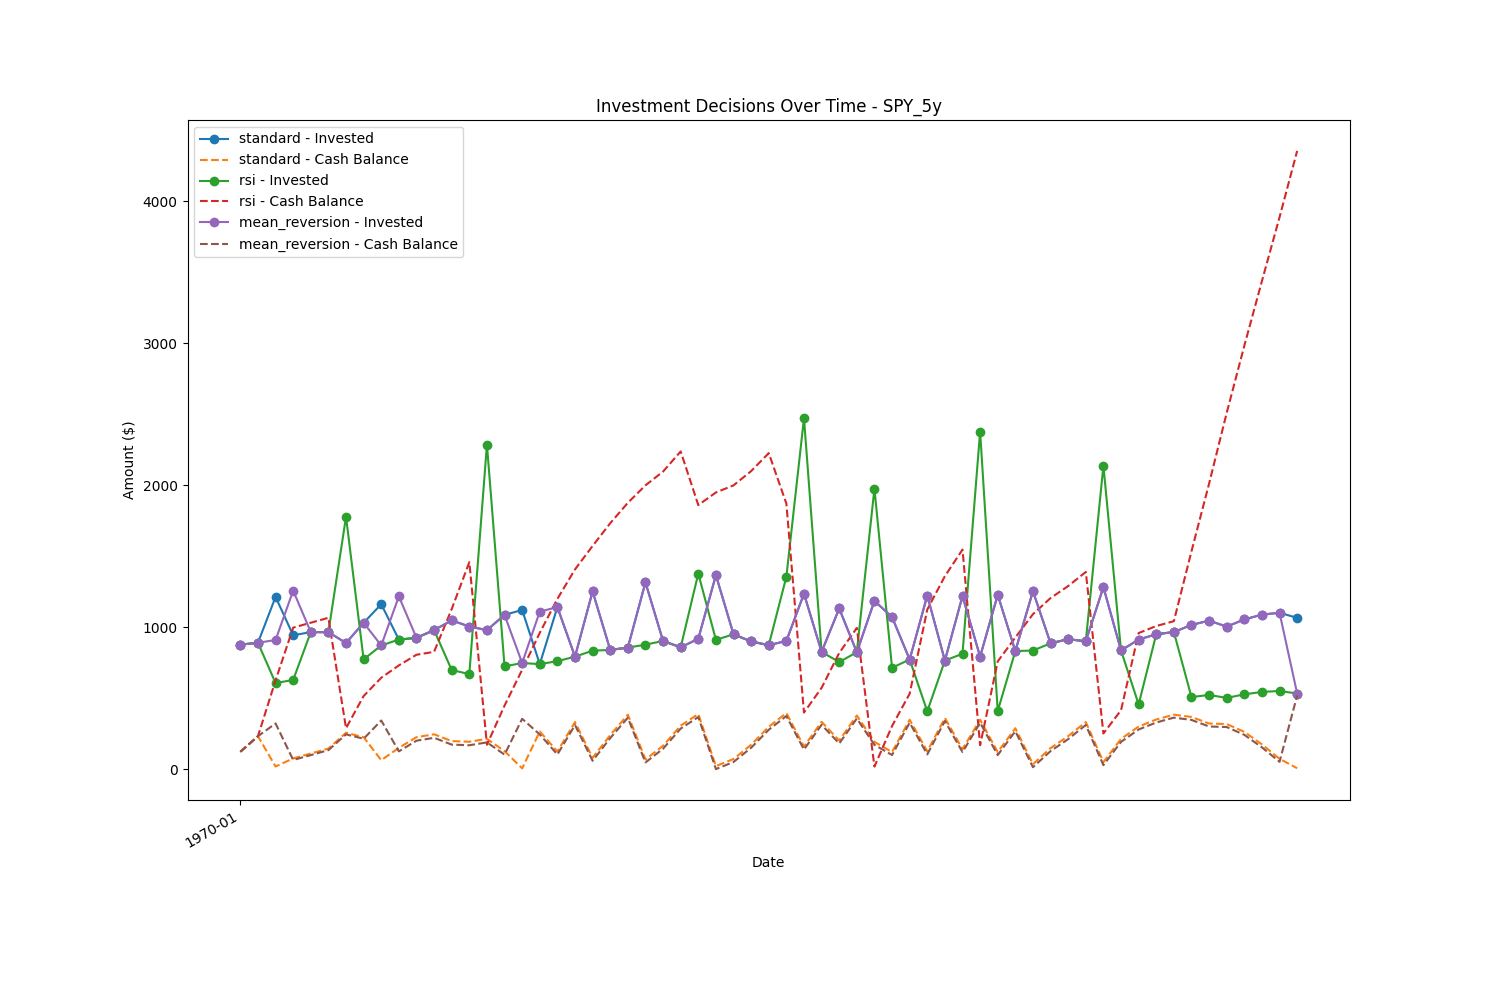 Investment Decisions Over Time - SPY_5y
standard - Invested
standard - Cash Balance
rsi - Invested
rsi - Cash Balance
mean_reversion - Invested
mean_reversion - Cash Balance
4000
3000
2000
1000
0
Amount ($)
1970-01
Date